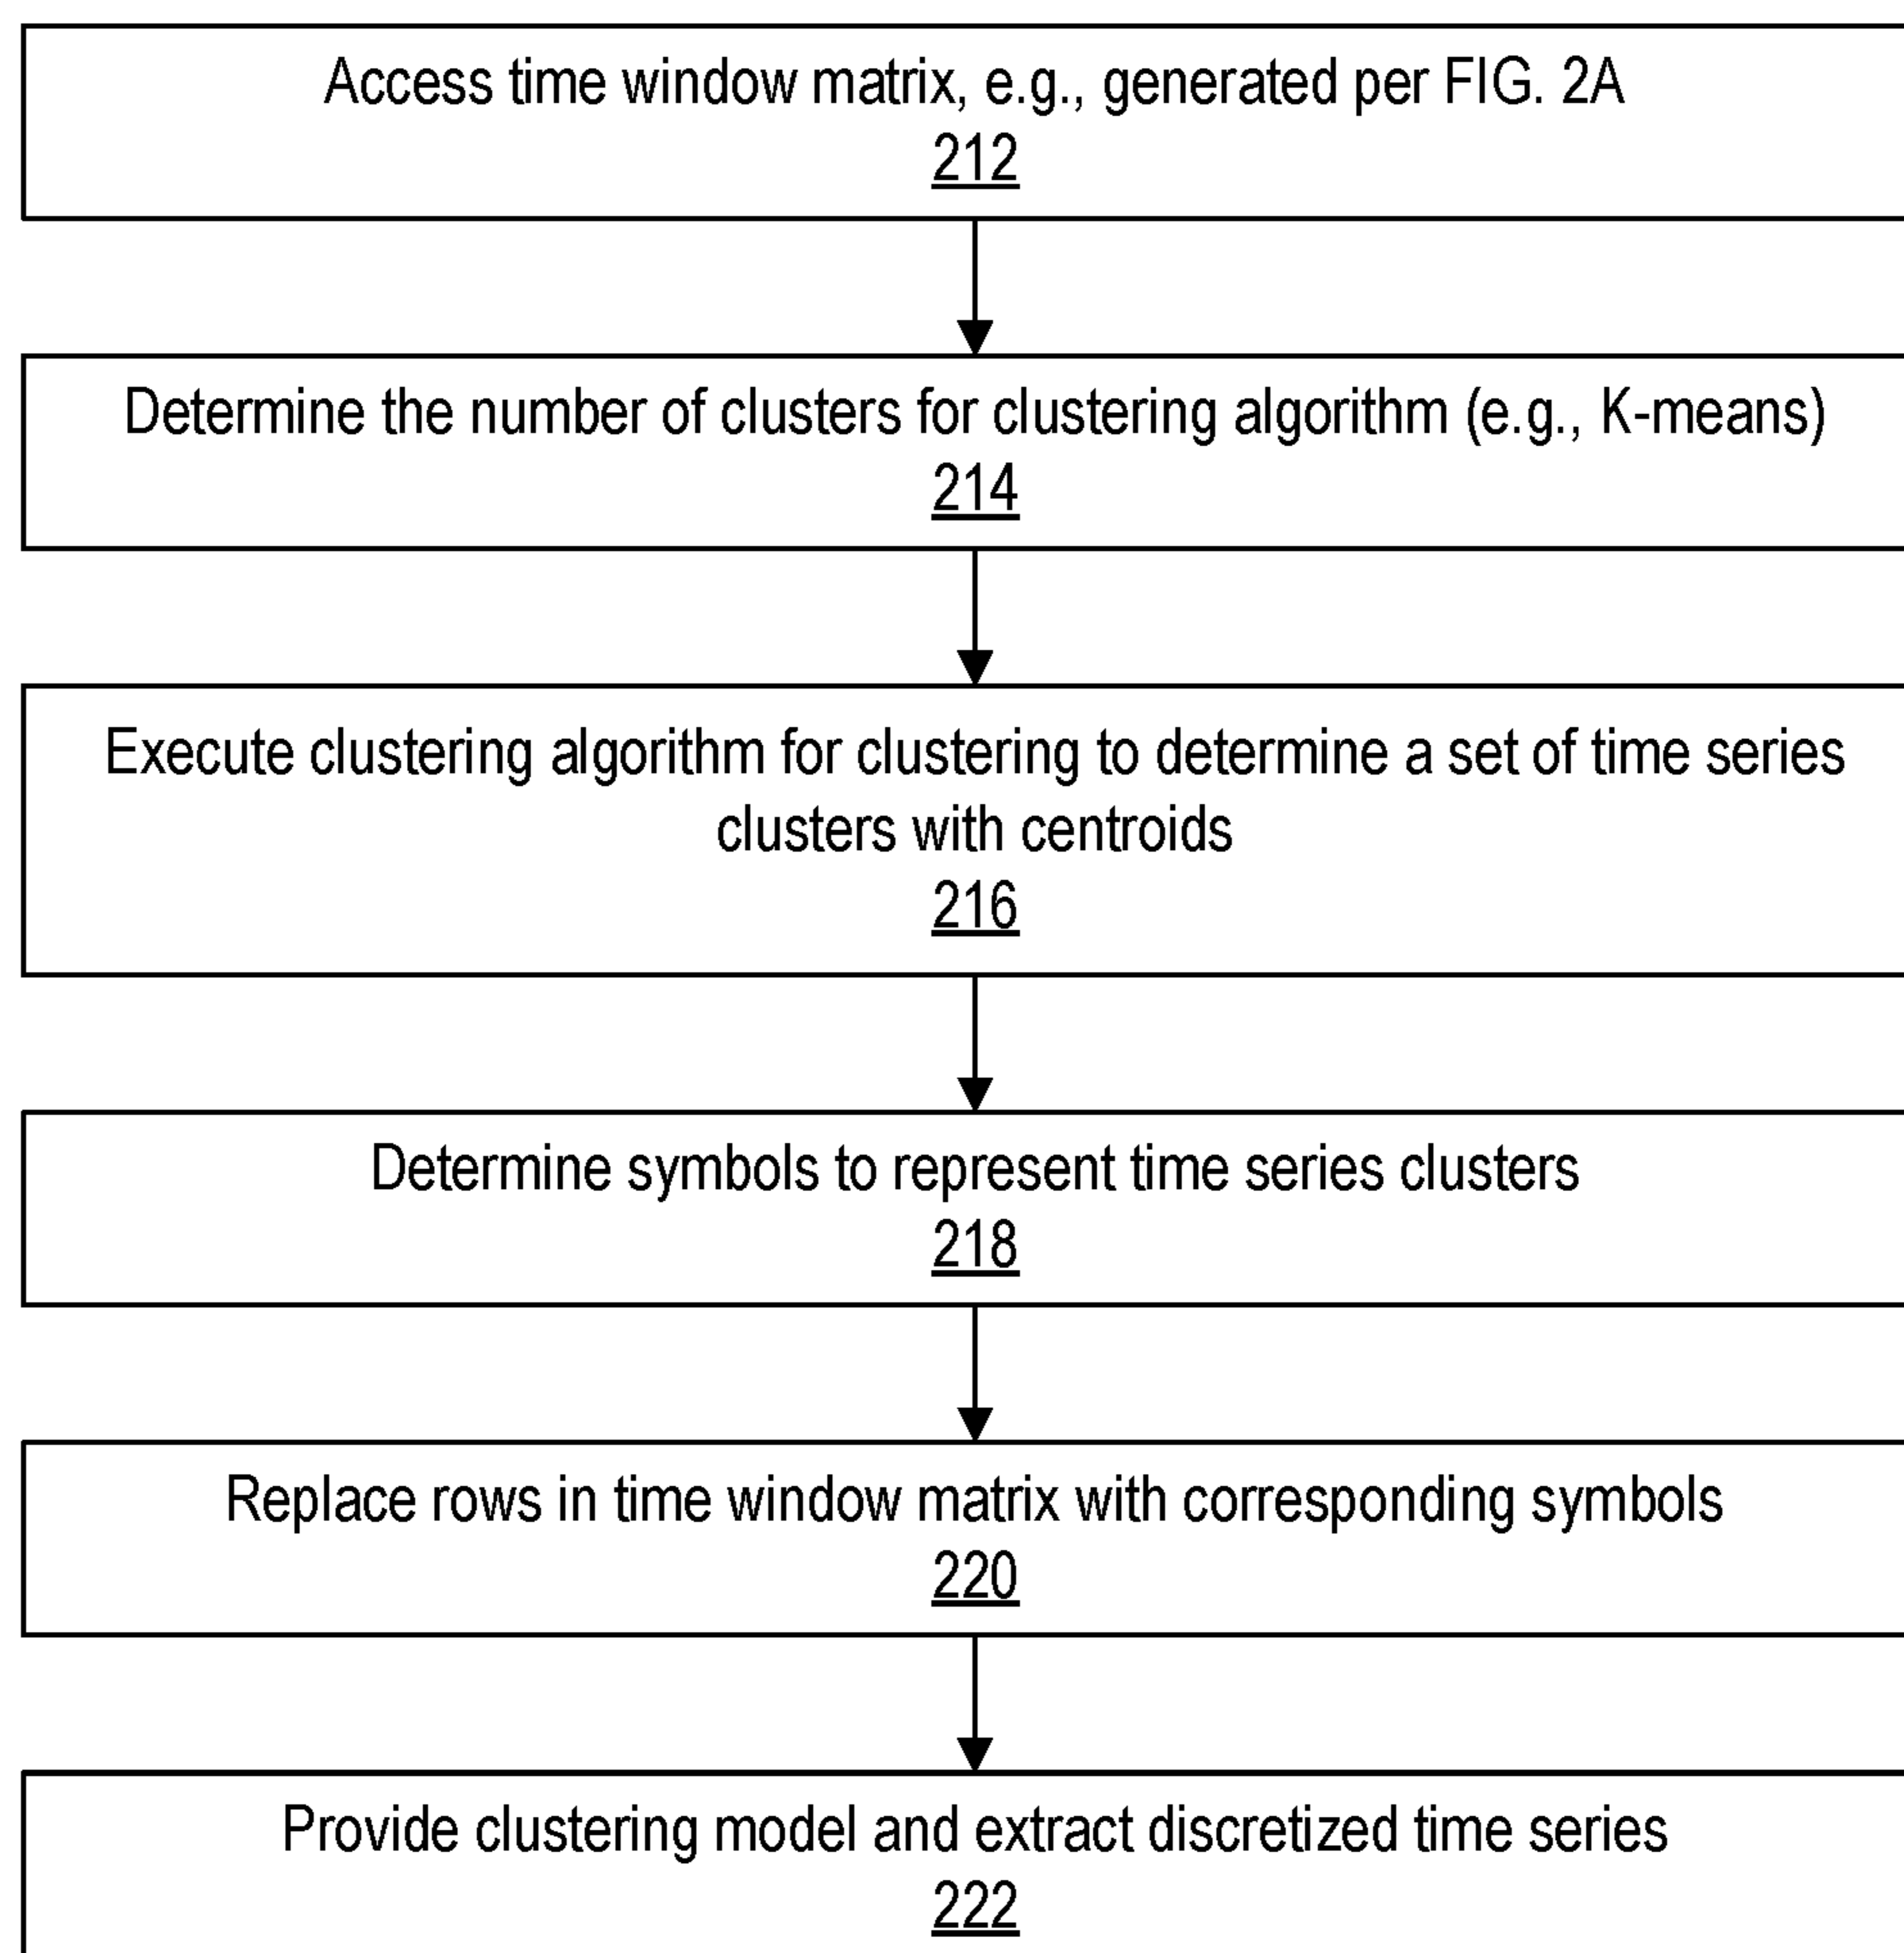 Access time window matrix, e.g., generated per FIG. 2A
212
Determine the number of clusters for clustering algorithm (e.g., K-means)
214
Execute clustering algorithm for clustering to determine a set of time series
clusters with centroids
216
Determine symbols to represent time series clusters
218
Replace rows in time window matrix with corresponding symbols
220
Provide clustering model and extract discretized time series
222